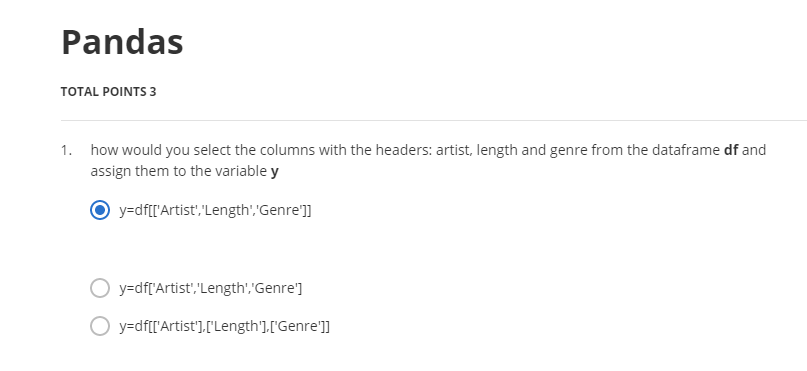 Pandas
TOTAL POINTS 3
1. how would you select the columns with the headers: artist, length and genre from the dataframe df and
assign them to the variable y
y=df[['Artist','Length','Genre']]
y=df['Artist','Length','Genre']
y=df[['Artist'],['Length'],['Genre']]